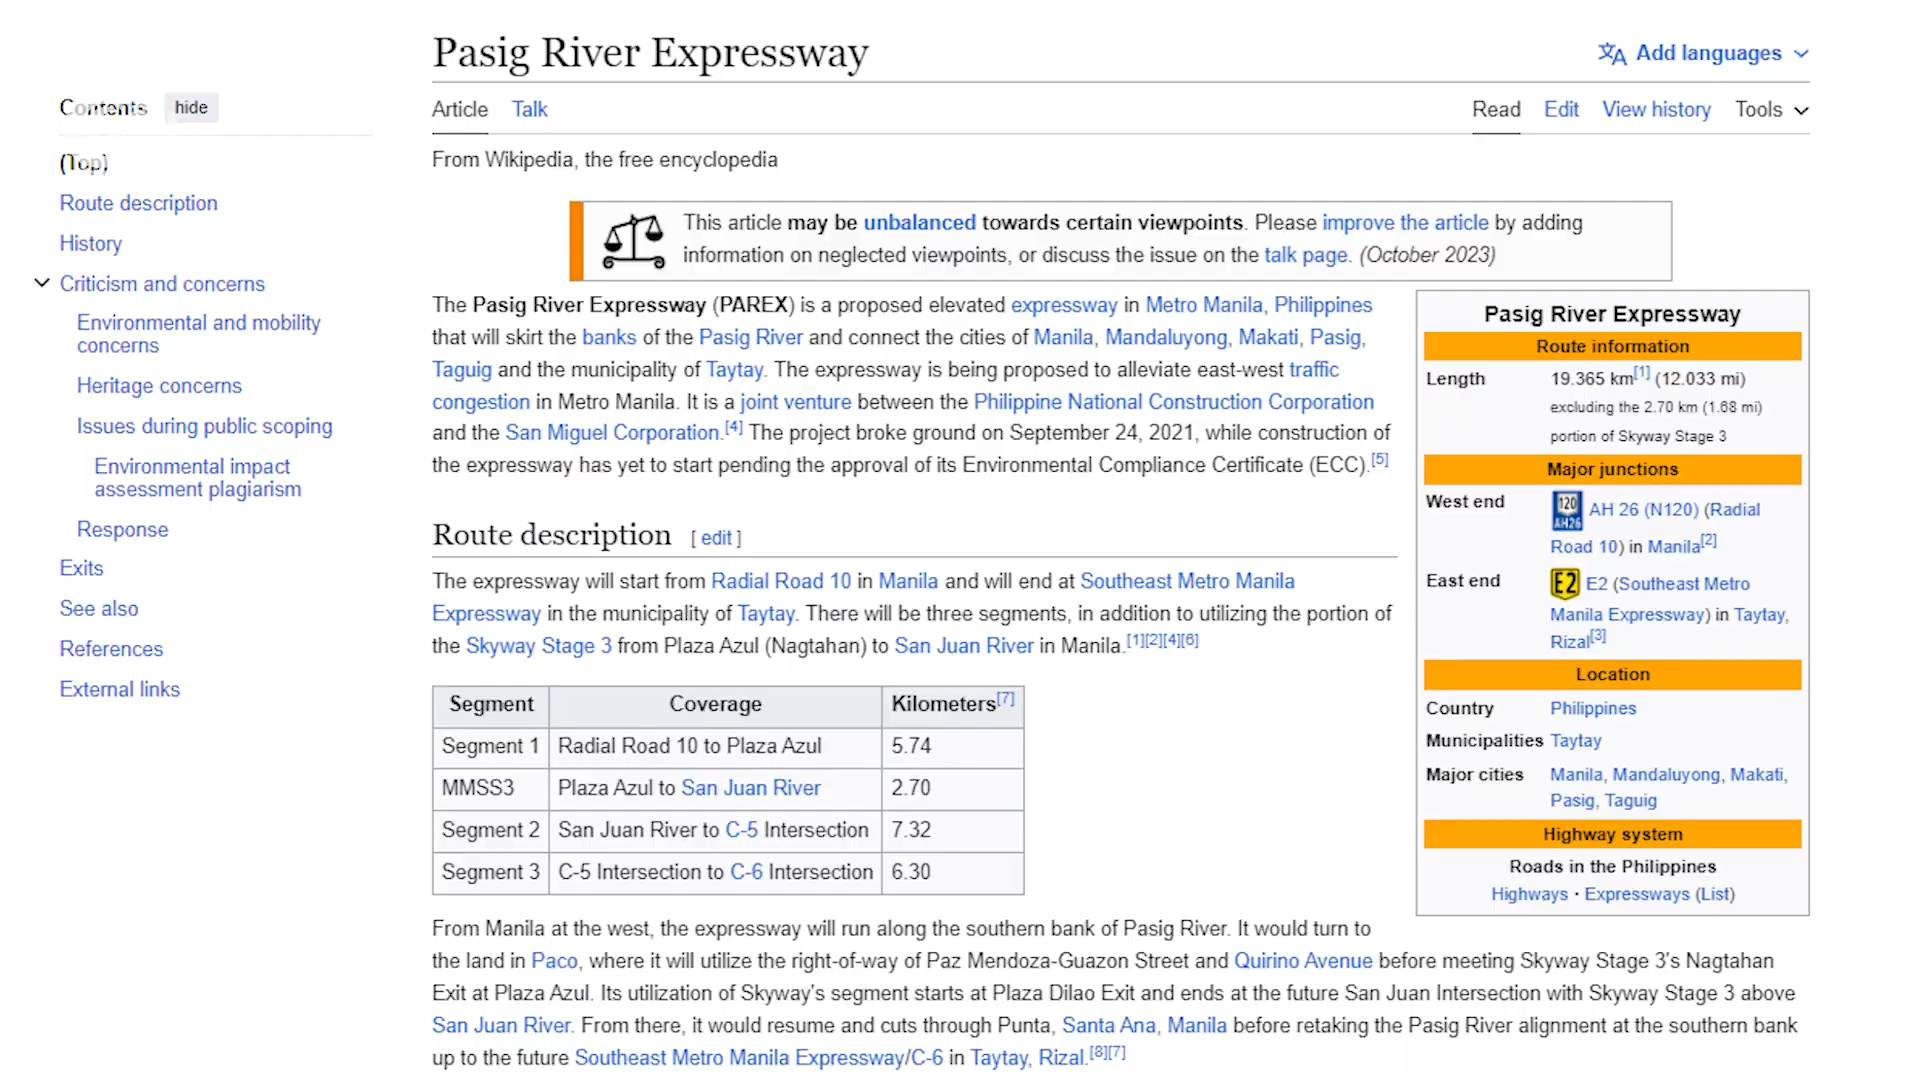 Pasig River Expressway
Add languages
Contents hide
Article Talk
Read Edit View history Tools
From Wikipedia, the free encyclopedia
(Top)
Route description
History
Criticism and concerns
Environmental and mobility
concerns
Heritage concerns
Issues during public scoping
Environmental impact
assessment plagiarism
Response
Exits
See also
References
External links
This article may be unbalanced towards certain viewpoints. Please improve the article by adding
information on neglected viewpoints, or discuss the issue on the talk page. (October 2023)
The Pasig River Expressway (PAREX) is a proposed elevated expressway in Metro Manila, Philippines
that will skirt the banks of the Pasig River and connect the cities of Manila, Mandaluyong, Makati, Pasig,
Taguig and the municipality of Taytay. The expressway is being proposed to alleviate east-west traffic
congestion in Metro Manila. It is a joint venture between the Philippine National Construction Corporation
and the San Miguel Corporation.[4] The project broke ground on September 24, 2021, while construction of
the expressway has yet to start pending the approval of its Environmental Compliance Certificate (ECC).[5]
Route description [ edit ]
The expressway will start from Radial Road 10 in Manila and will end at Southeast Metro Manila
Expressway in the municipality of Taytay. There will be three segments, in addition to utilizing the portion of
the Skyway Stage 3 from Plaza Azul (Nagtahan) to San Juan River in Manila.[1][2][4][6]
Segment Coverage Kilometers[7]
Segment 1 Radial Road 10 to Plaza Azul 5.74
MMSS3 Plaza Azul to San Juan River 2.70
Segment 2 San Juan River to C-5 Intersection 7.32
Segment 3 C-5 Intersection to C-6 Intersection 6.30
Pasig River Expressway
Route information
Length 19.365 km[1] (12.033 mi)
excluding the 2.70 km (1.68 mi)
portion of Skyway Stage 3
Major junctions
West end 120 AH26 AH 26 (N120) (Radial
Road 10) in Manila[2]
East end E2 E2 (Southeast Metro
Manila Expressway) in Taytay,
Rizal[3]
Location
Country Philippines
Municipalities Taytay
Major cities Manila, Mandaluyong, Makati,
Pasig, Taguig
Highway system
Roads in the Philippines
Highways · Expressways (List)
From Manila at the west, the expressway will run along the southern bank of Pasig River. It would turn to
the land in Paco, where it will utilize the right-of-way of Paz Mendoza-Guazon Street and Quirino Avenue before meeting Skyway Stage 3's Nagtahan
Exit at Plaza Azul. Its utilization of Skyway's segment starts at Plaza Dilao Exit and ends at the future San Juan Intersection with Skyway Stage 3 above
San Juan River. From there, it would resume and cuts through Punta, Santa Ana, Manila before retaking the Pasig River alignment at the southern bank
up to the future Southeast Metro Manila Expressway/C-6 in Taytay, Rizal.[8][7]